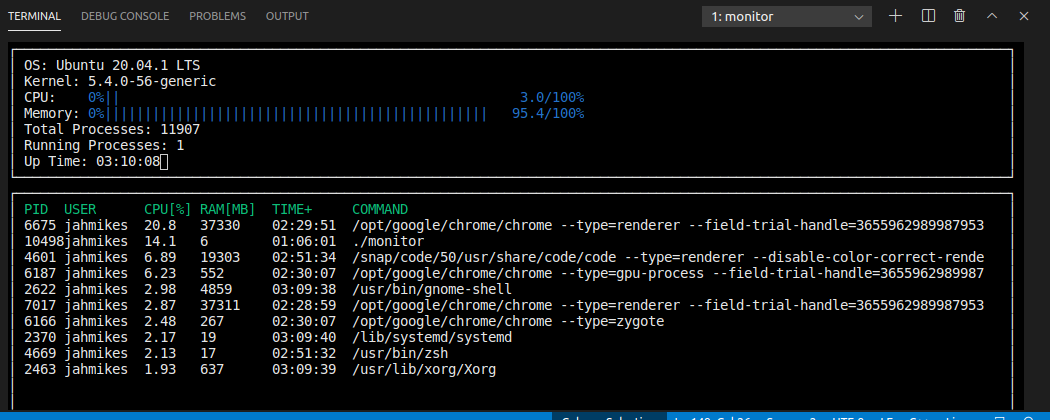 TERMINAL DEBUG CONSOLE PROBLEMS OUTPUT 1: monitor
OS: Ubuntu 20.04.1 LTS
Kernel: 5.4.0-56-generic
CPU: 0%|| 3.0/100%
Memory: 0%|||||||||||||||||||||||||||||||||||||||||||||||| 95.4/100%
Total Processes: 11907
Running Processes: 1
Up Time: 03:10:08
PID USER CPU[%] RAM[MB] TIME+ COMMAND
6675 jahmikes 20.8 37330 02:29:51 /opt/google/chrome/chrome --type=renderer --field-trial-handle=3655962989987953
10498jahmikes 14.1 6 01:06:01 ./monitor
4601 jahmikes 6.89 19303 02:51:34 /snap/code/50/usr/share/code/code --type=renderer --disable-color-correct-rende
6187 jahmikes 6.23 552 02:30:07 /opt/google/chrome/chrome --type=gpu-process --field-trial-handle=3655962989987
2622 jahmikes 2.98 4859 03:09:38 /usr/bin/gnome-shell
7017 jahmikes 2.87 37311 02:28:59 /opt/google/chrome/chrome --type=renderer --field-trial-handle=3655962989987953
6166 jahmikes 2.48 267 02:30:07 /opt/google/chrome/chrome --type=zygote
2370 jahmikes 2.17 19 03:09:40 /lib/systemd/systemd
4669 jahmikes 2.13 17 02:51:32 /usr/bin/zsh
2463 jahmikes 1.93 637 03:09:39 /usr/lib/xorg/Xorg